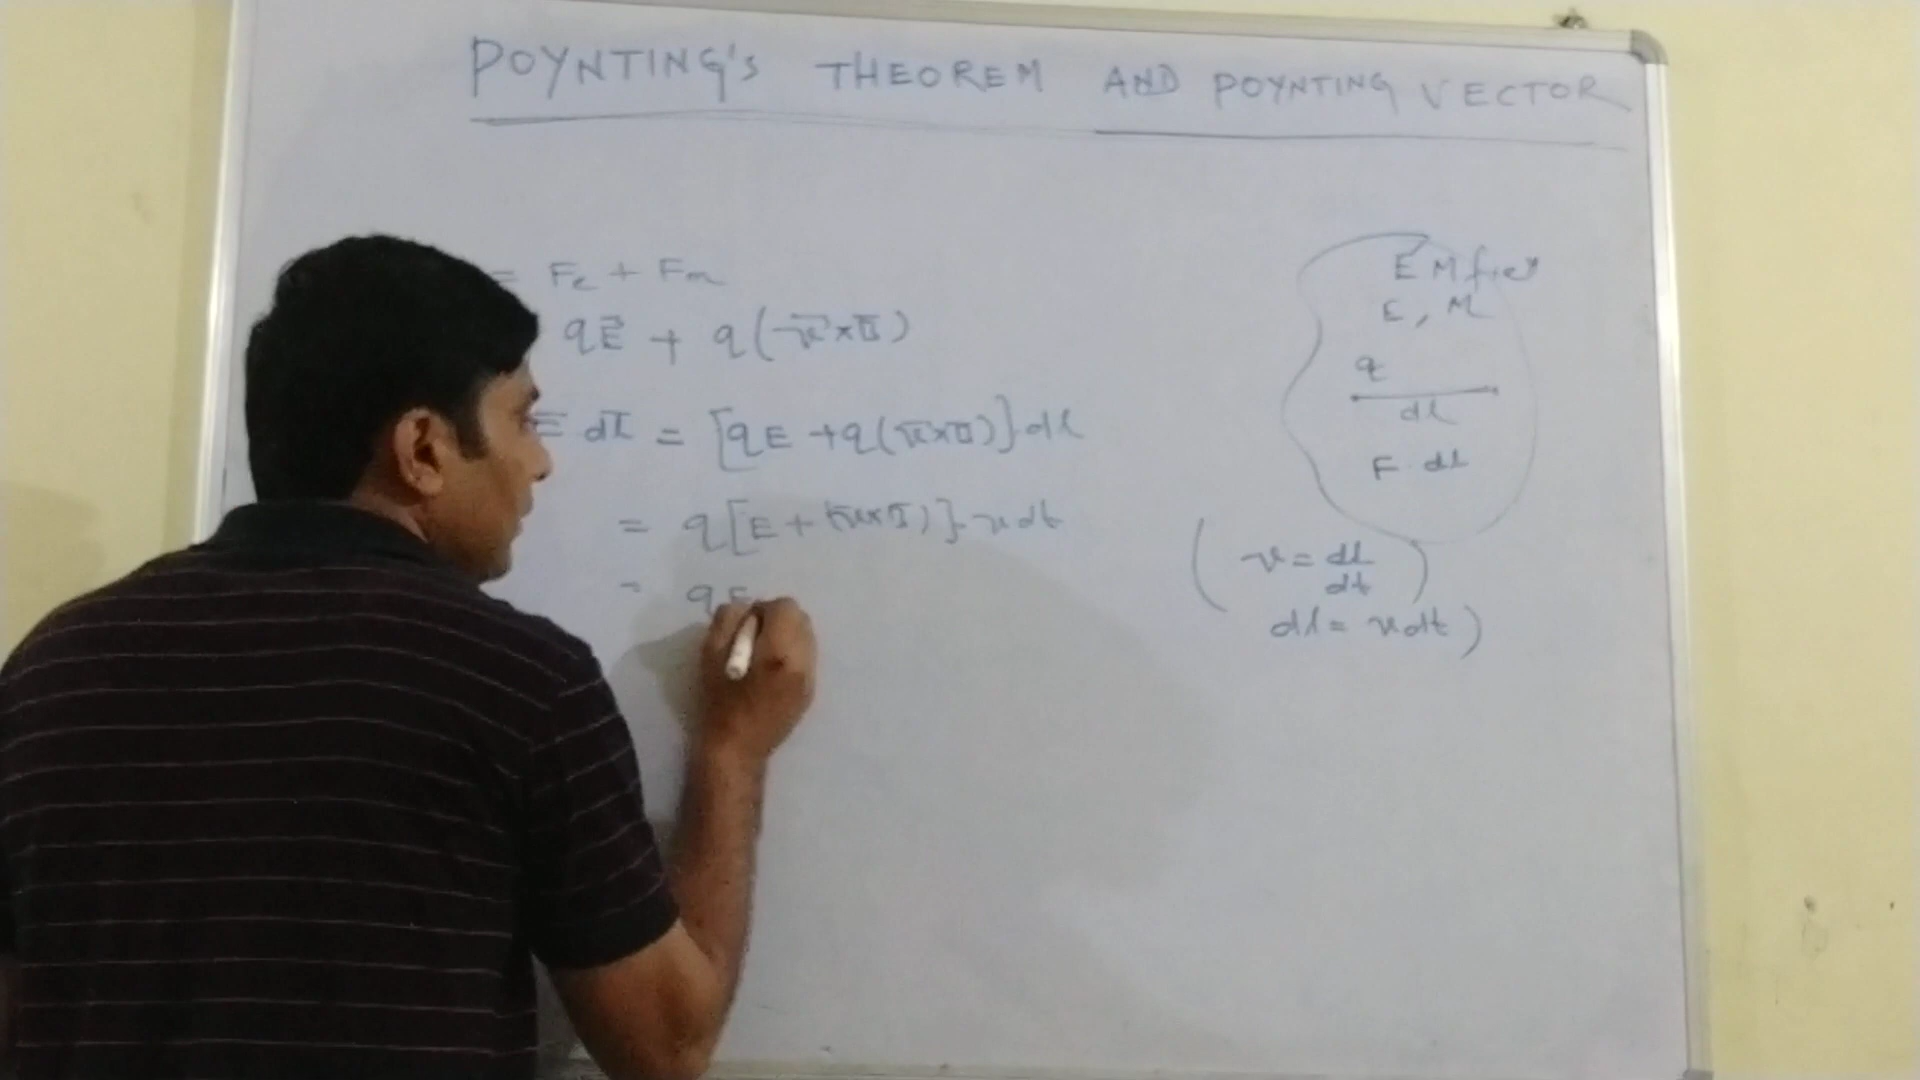 POYNTING'S THEOREM AND POYNTING VECTOR
= Fe + Fm
qE⃗ + q(v⃗×B⃗)
F̅ dl̅ = [qE + q(v̅×B̅)]·dl
= q[E + (v̅×B̅)]·v dt
= qE
EM field
E, M
q
dl
F · dl
( v = dl/dt )
dl = v dt )